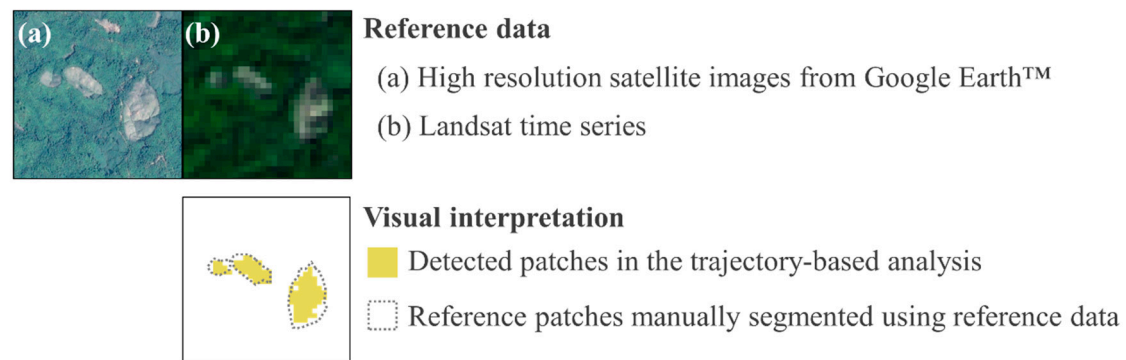 (a)
(b)
Reference data
(a) High resolution satellite images from Google Earth™
(b) Landsat time series
Visual interpretation
Detected patches in the trajectory-based analysis
Reference patches manually segmented using reference data